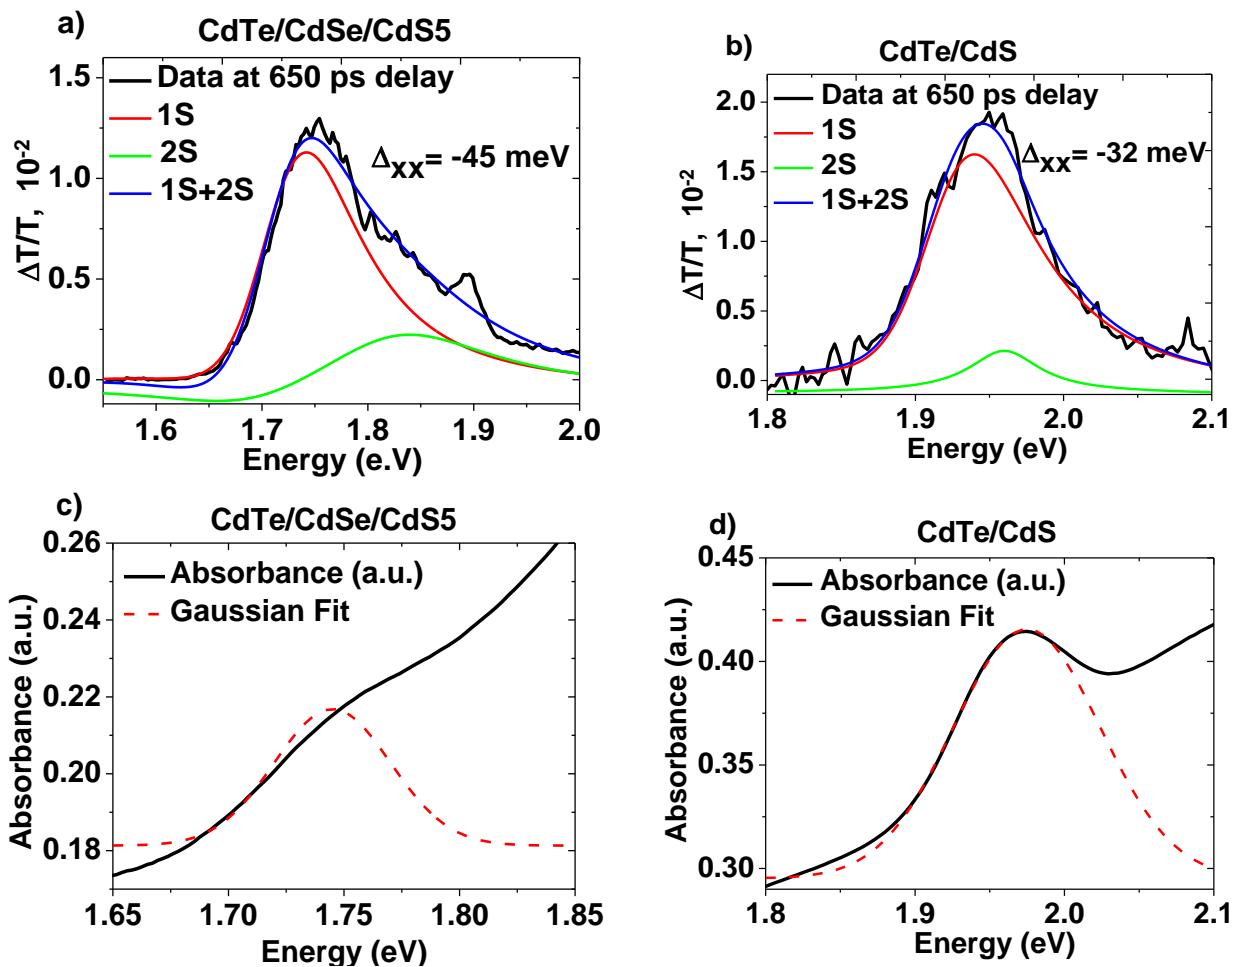 a)
CdTe/CdSe/CdS5
1.5
1.0
0.5
0.0
ΔT/T, 10-2
Data at 650 ps delay
1S
2S
1S+2S
Δxx= -45 meV
1.6
1.7
1.8
1.9
2.0
Energy (e.V)
b)
CdTe/CdS
2.0
1.5
1.0
0.5
0.0
ΔT/T, 10-2
Data at 650 ps delay
1S
2S
1S+2S
Δxx= -32 meV
1.8
1.9
2.0
2.1
Energy (eV)
c)
CdTe/CdSe/CdS5
0.26
0.24
0.22
0.20
0.18
Absorbance (a.u.)
Absorbance (a.u.)
Gaussian Fit
1.65
1.70
1.75
1.80
1.85
Energy (eV)
d)
CdTe/CdS
0.45
0.40
0.35
0.30
Absorbance (a.u.)
Absorbance (a.u.)
Gaussian Fit
1.8
1.9
2.0
2.1
Energy (eV)